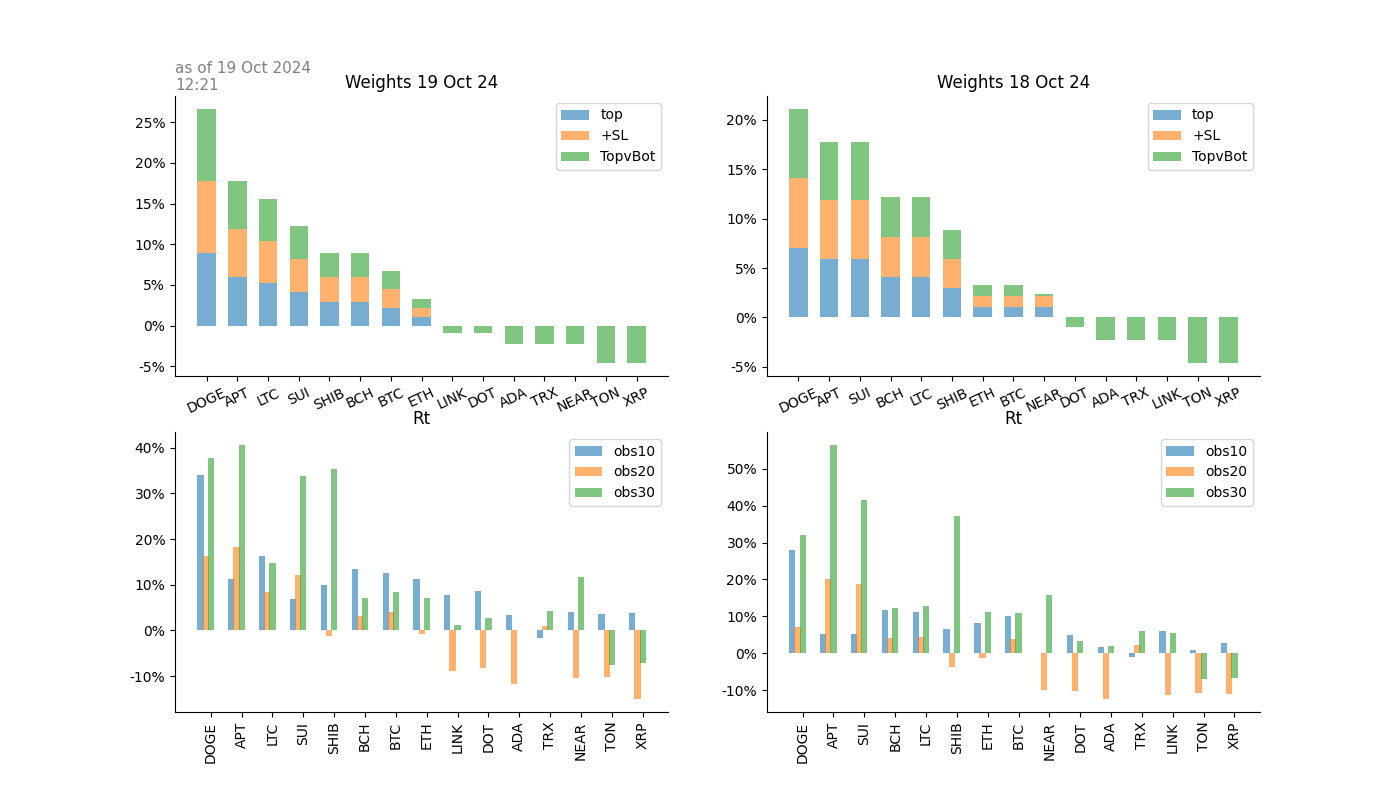 as of 19 Oct 2024
12:21
Weights 19 Oct 24
25%
20%
15%
10%
5%
0%
-5%
top
+SL
TopvBot
DOGE APT LTC SUI SHIB BCH BTC ETH LINK DOT ADA TRX NEAR TON XRP
Weights 18 Oct 24
20%
15%
10%
5%
0%
-5%
top
+SL
TopvBot
DOGE APT SUI BCH LTC SHIB ETH BTC NEAR DOT ADA TRX LINK TON XRP
Rt
40%
30%
20%
10%
0%
-10%
obs10
obs20
obs30
DOGE APT LTC SUI SHIB BCH BTC ETH LINK DOT ADA TRX NEAR TON XRP
Rt
50%
40%
30%
20%
10%
0%
-10%
obs10
obs20
obs30
DOGE APT SUI BCH LTC SHIB ETH BTC NEAR DOT ADA TRX LINK TON XRP